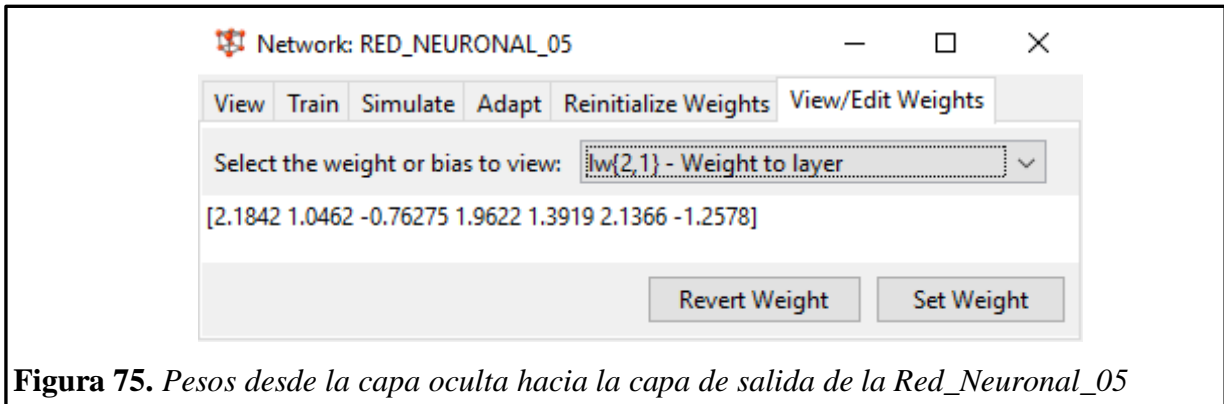 Network: RED_NEURONAL_05
View Train Simulate Adapt Reinitialize Weights View/Edit Weights
Select the weight or bias to view: lw{2,1} - Weight to layer
[2.1842 1.0462 -0.76275 1.9622 1.3919 2.1366 -1.2578]
Revert Weight Set Weight
Figura 75. Pesos desde la capa oculta hacia la capa de salida de la Red_Neuronal_05